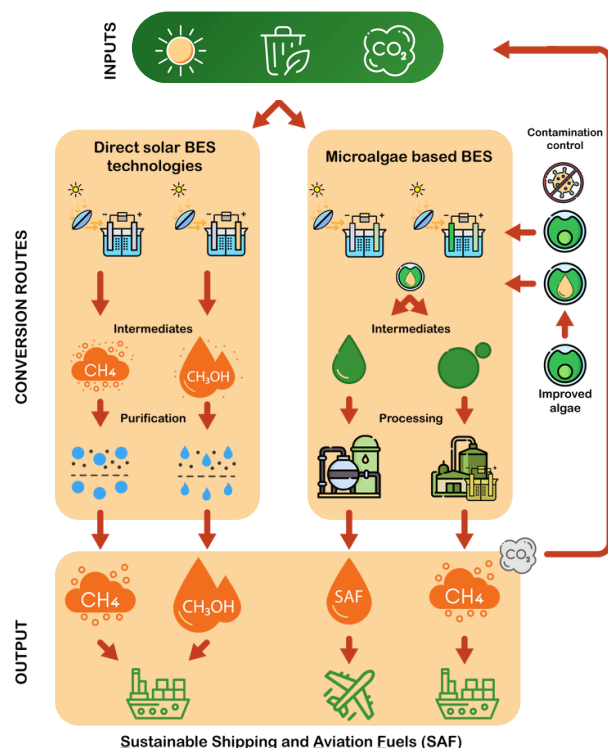 INPUTS
CO2
Direct solar BES
technologies
Microalgae based BES
Contamination
control
CONVERSION ROUTES
- +
- +
- +
- +
Intermediates
Intermediates
CH4
CH3OH
Improved
algae
Purification
Processing
- +
CO2
OUTPUT
CH4
CH3OH
SAF
CH4
Sustainable Shipping and Aviation Fuels (SAF)